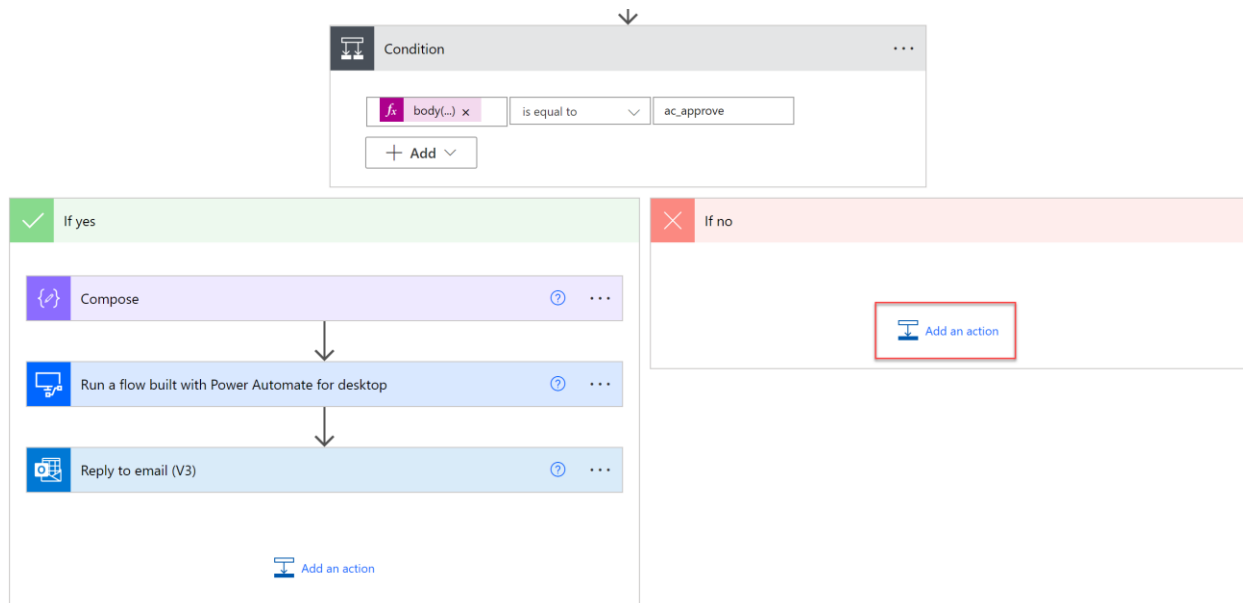 Condition
fx body(...) x is equal to ac_approve
+ Add
If yes
If no
{ } Compose
Add an action
Run a flow built with Power Automate for desktop
Reply to email (V3)
Add an action